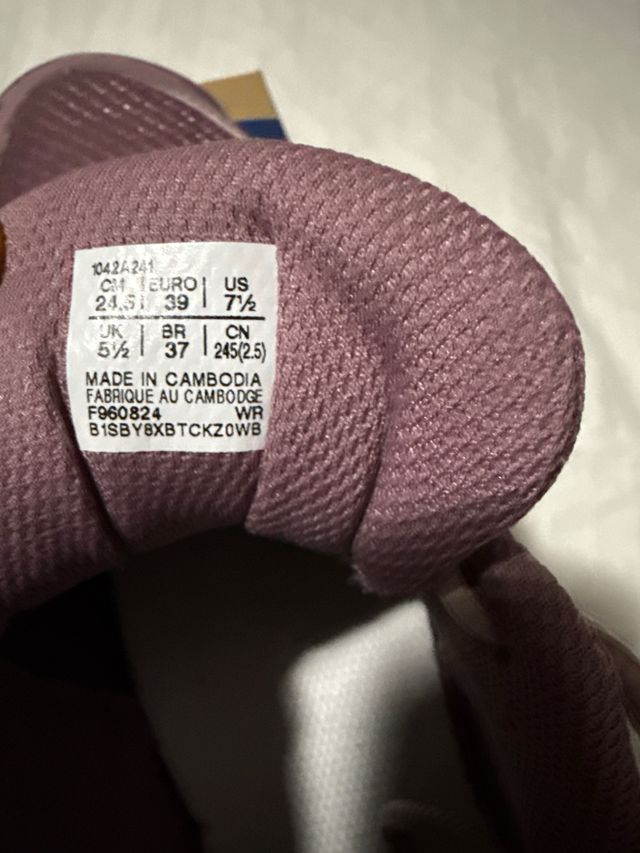 1042A241
CM | EURO | US
24.5 | 39 | 7½
UK | BR | CN
5½ | 37 | 245(2.5)
MADE IN CAMBODIA
FABRIQUE AU CAMBODGE
F960824 WR
B1SBY8XBTCKZ0WB